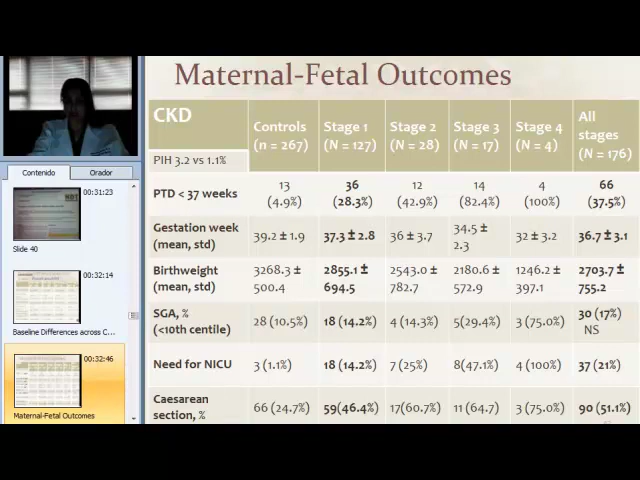 Maternal-Fetal Outcomes
CKD
PIH 3.2 vs 1.1%
Controls
(n = 267)
Stage 1
(N = 127)
Stage 2
(N = 28)
Stage 3
(N = 17)
Stage 4
(N = 4)
All
stages
(N = 176)
PTD < 37 weeks
13
(4.9%)
36
(28.3%)
12
(42.9%)
14
(82.4%)
4
(100%)
66
(37.5%)
Gestation week
(mean, std)
39.2 ± 1.9
37.3 ± 2.8
36 ± 3.7
34.5 ±
2.3
32 ± 3.2
36.7 ± 3.1
Birthweight
(mean, std)
3268.3 ±
500.4
2855.1 ±
694.5
2543.0 ±
782.7
2180.6 ±
572.9
1246.2 ±
397.1
2703.7 ±
755.2
SGA, %
(<10th centile)
28 (10.5%)
18 (14.2%)
4 (14.3%)
5(29.4%)
3 (75.0%)
30 (17%)
NS
Need for NICU
3 (1.1%)
18 (14.2%)
7 (25%)
8(47.1%)
4 (100%)
37 (21%)
Caesarean
section, %
66 (24.7%)
59(46.4%)
17(60.7%)
11 (64.7)
3 (75.0%)
90 (51.1%)
Contenido
Orador
00:31:23
Slide 40
00:32:14
Baseline Differences across C...
00:32:46
Maternal-Fetal Outcomes